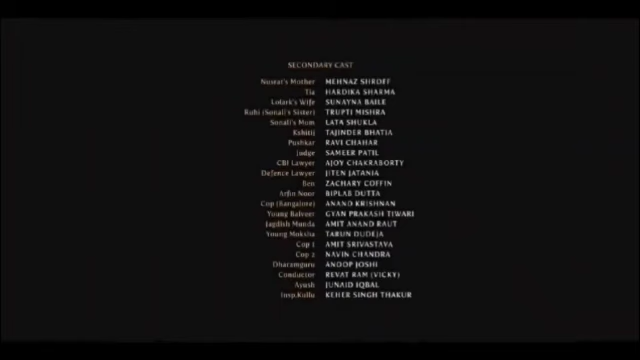 SECONDARY CAST
Nusrat's Mother MEHNAZ SHROFF
Tia HARDIKA SHARMA
Lolark's Wife SUNAYNA BAILE
Ruhi (Sonali's Sister) TRUPTI MISHRA
Sonali's Mom LATA SHUKLA
Kshitij TAJINDER BHATIA
Pushkar RAVI CHAHAR
Judge SAMEER PATIL
CBI Lawyer AJOY CHAKRABORTY
Defence Lawyer JITEN JATANIA
Ben ZACHARY COFFIN
Arfin Noor BIPLAB DUTTA
Cop (Bangalore) ANAND KRISHNAN
Young Balveer GYAN PRAKASH TIWARI
Jagdish Munda AMIT ANAND RAUT
Young Moksha TARUN DUDEJA
Cop 1 AMIT SRIVASTAVA
Cop 2 NAVIN CHANDRA
Dharamguru ANOOP JOSHI
Conductor REVAT RAM (VICKY)
Ayush JUNAID IQBAL
Insp.Kullu KEHER SINGH THAKUR